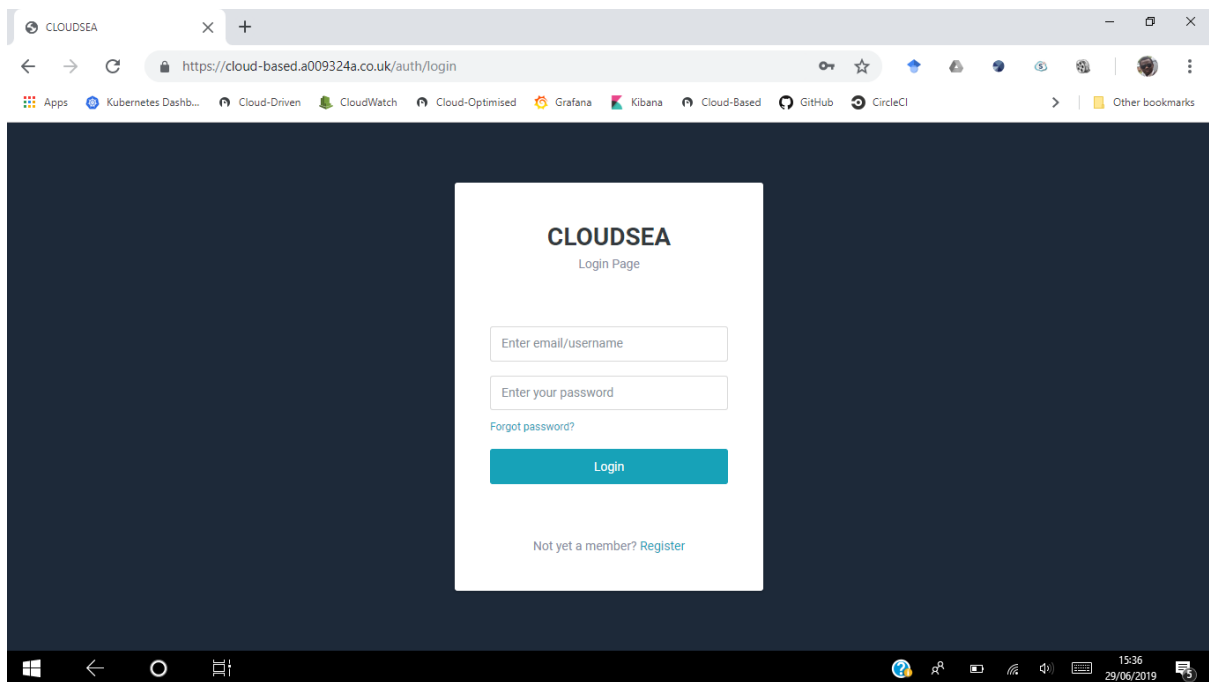 CLOUDSEA
https://cloud-based.a009324a.co.uk/auth/login
Apps Kubernetes Dashb... Cloud-Driven CloudWatch Cloud-Optimised Grafana Kibana Cloud-Based GitHub CircleCI Other bookmarks
CLOUDSEA
Login Page
Enter email/username
Enter your password
Forgot password?
Login
Not yet a member? Register
15:36
29/06/2019
5